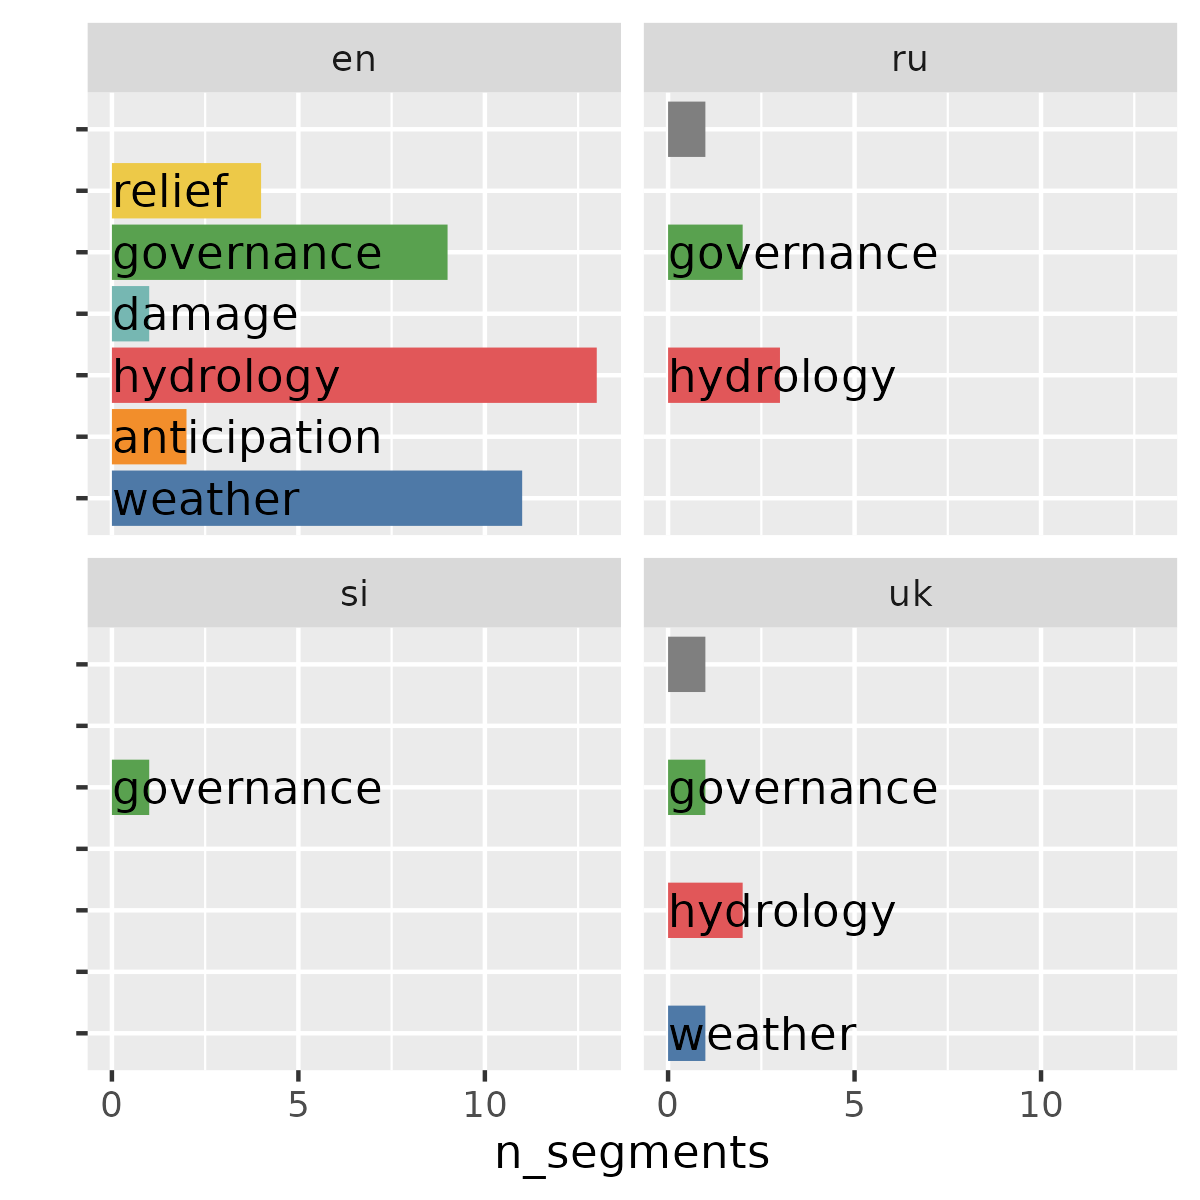 en
ru
relief
governance
governance
damage
hydrology
hydrology
anticipation
weather
si
uk
governance
governance
hydrology
weather
0 5 10 0 5 10
n_segments